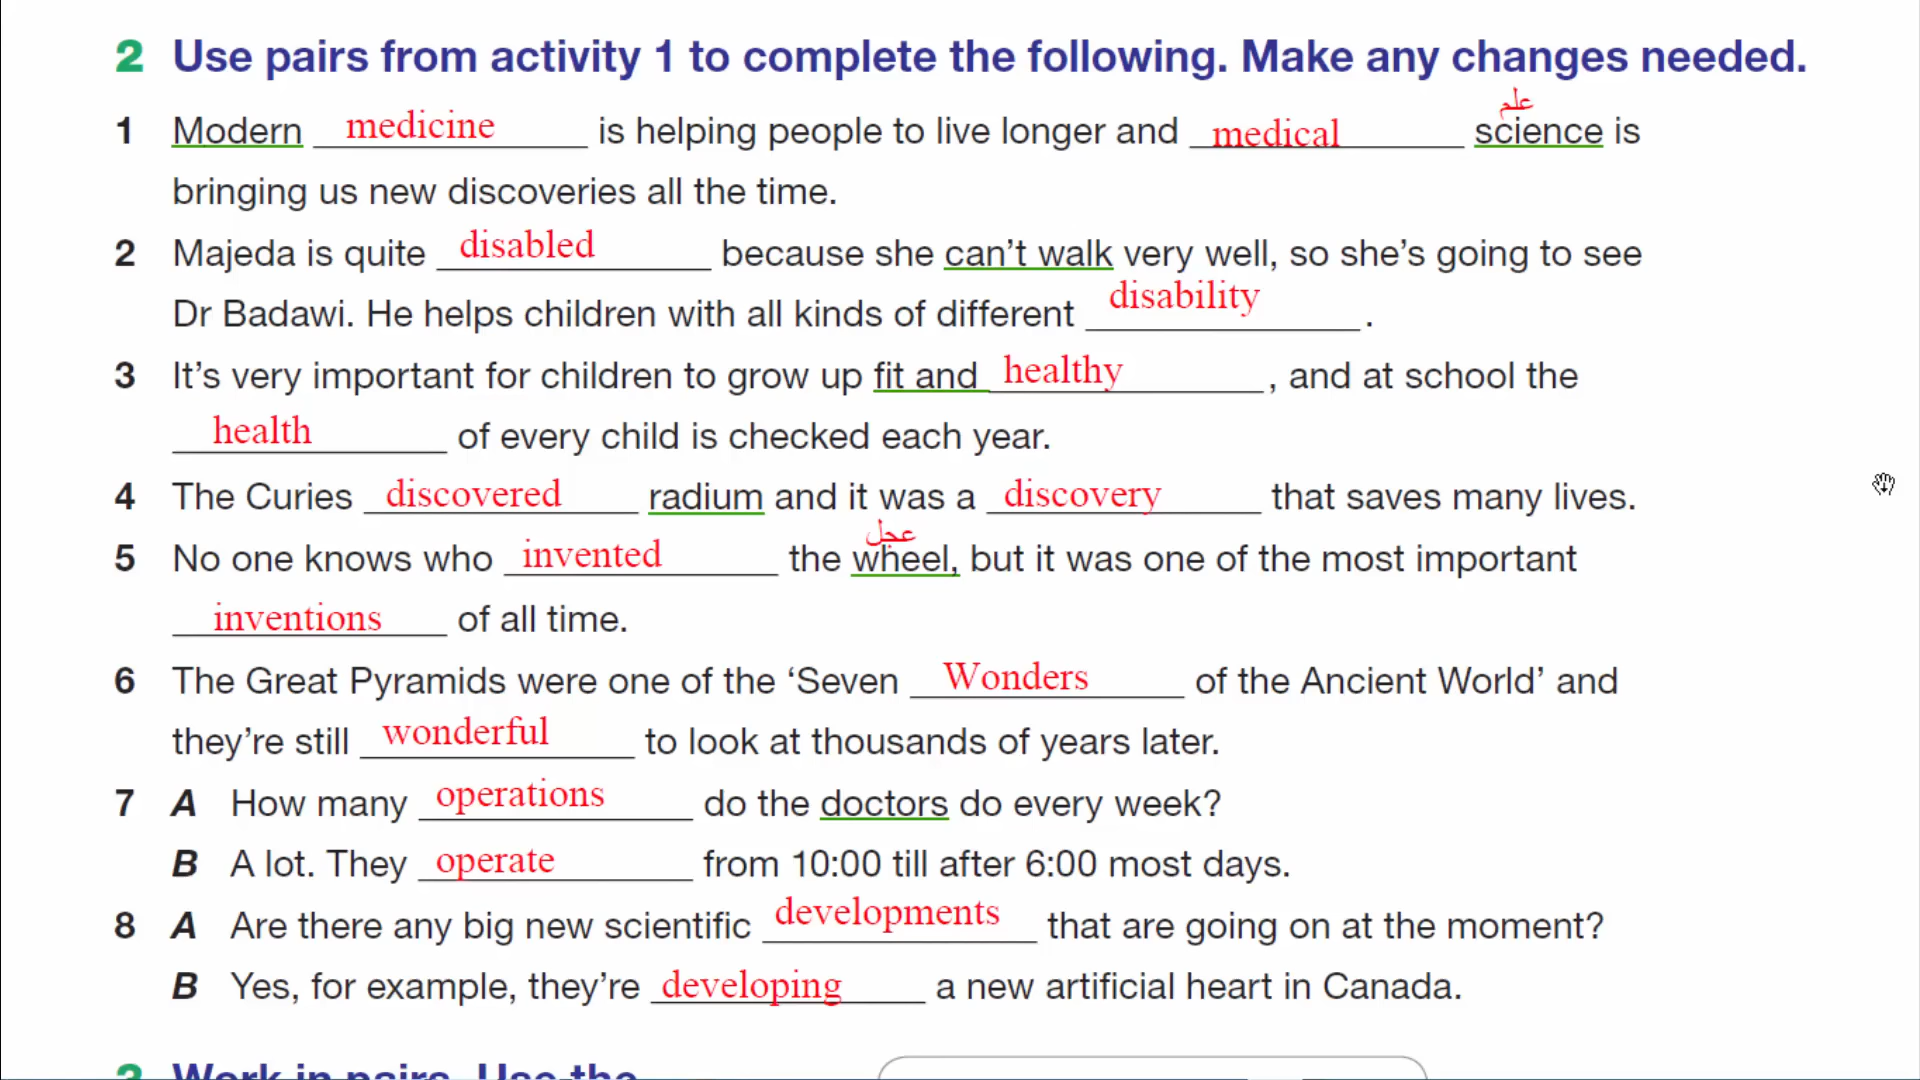 2 Use pairs from activity 1 to complete the following. Make any changes needed.
علم
1 Modern medicine is helping people to live longer and medical science is
bringing us new discoveries all the time.
2 Majeda is quite disabled because she can't walk very well, so she's going to see
Dr Badawi. He helps children with all kinds of different disability.
3 It's very important for children to grow up fit and healthy, and at school the
health of every child is checked each year.
4 The Curies discovered radium and it was a discovery that saves many lives.
عجل
5 No one knows who invented the wheel, but it was one of the most important
inventions of all time.
6 The Great Pyramids were one of the ‘Seven Wonders of the Ancient World’ and
they're still wonderful to look at thousands of years later.
7 A How many operations do the doctors do every week?
B A lot. They operate from 10:00 till after 6:00 most days.
8 A Are there any big new scientific developments that are going on at the moment?
B Yes, for example, they're developing a new artificial heart in Canada.
3 Work in pairs. Use the